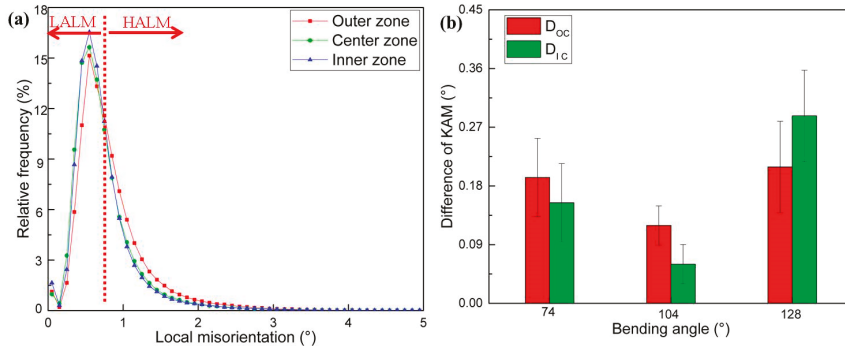 (a)
LALM
HALM
Outer zone
Center zone
Inner zone
Relative frequency (%)
18
15
12
9
6
3
0
0
1
2
3
4
5
Local misorientation (°)
(b)
D_OC
D_IC
Difference of KAM (°)
0.45
0.36
0.27
0.18
0.09
0.00
74
104
128
Bending angle (°)